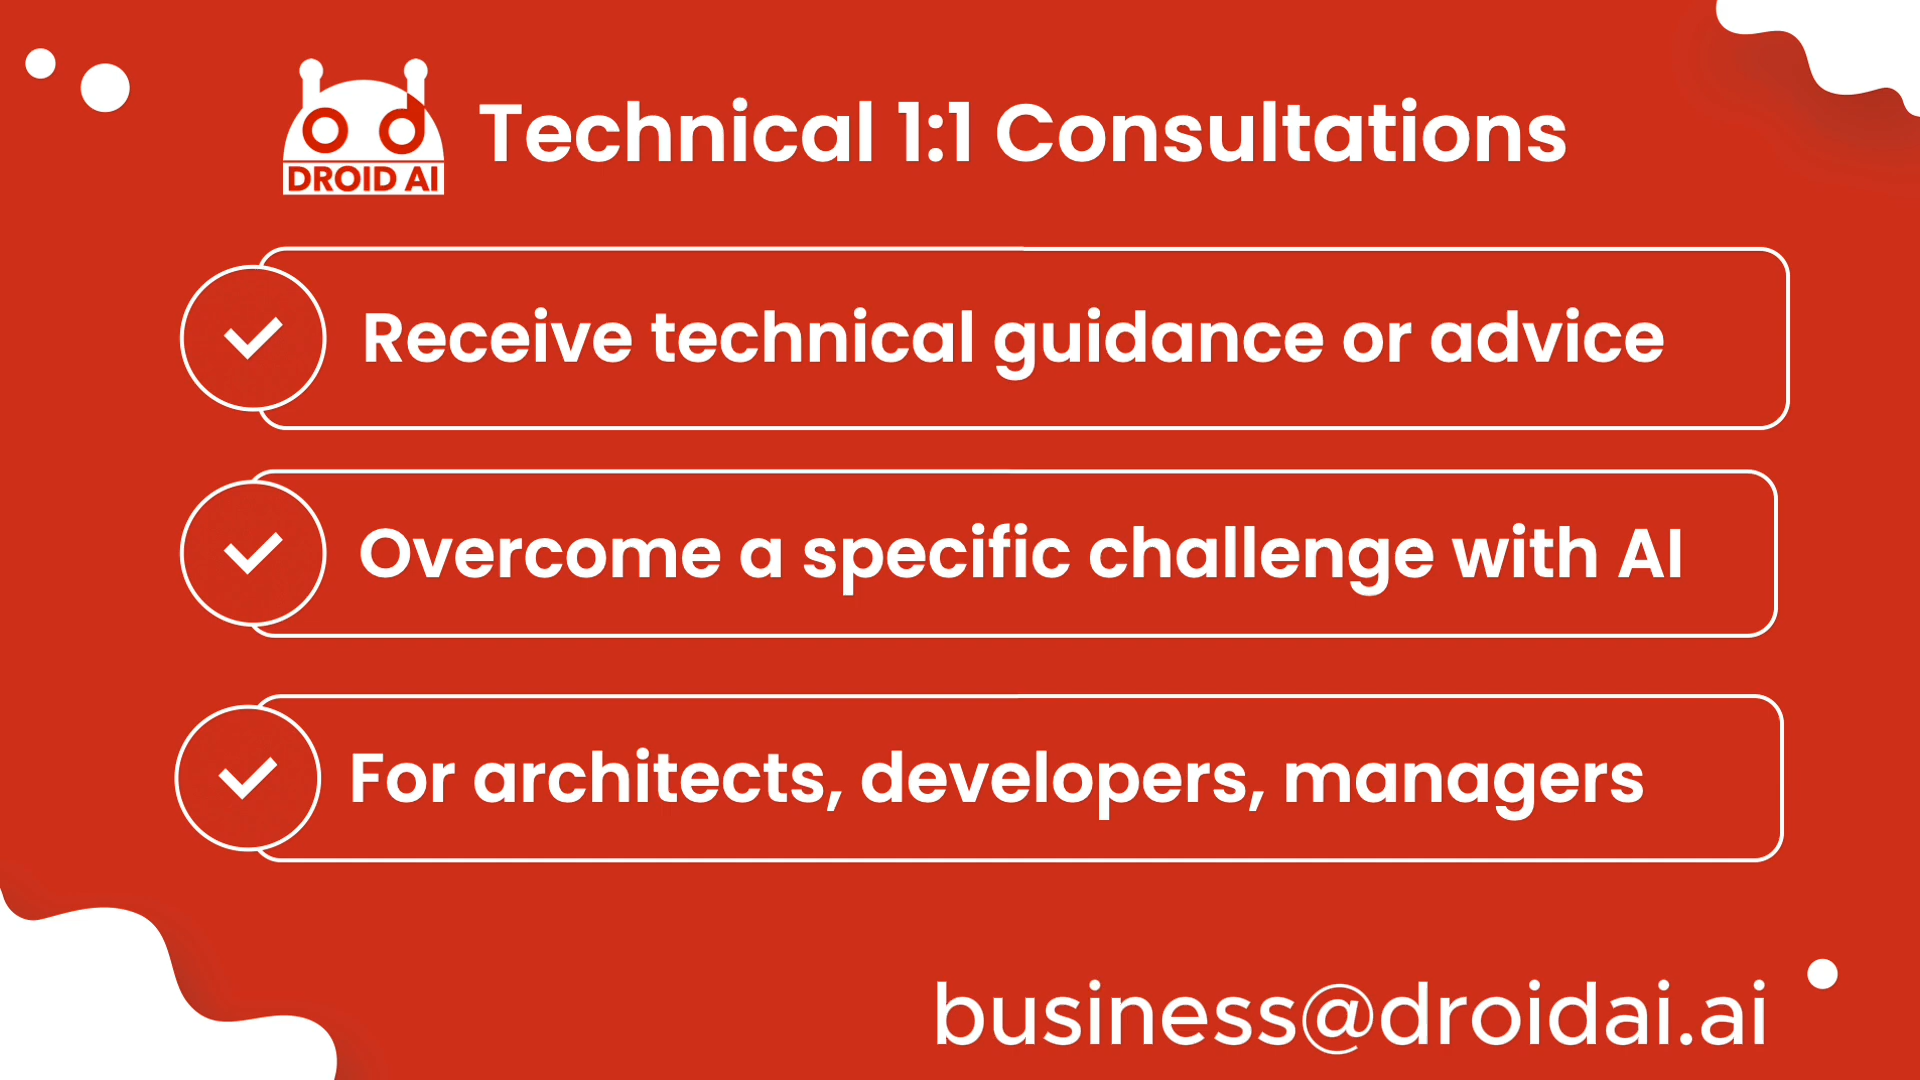 DROID AI
Technical 1:1 Consultations
Receive technical guidance or advice
Overcome a specific challenge with AI
For architects, developers, managers
business@droidai.ai